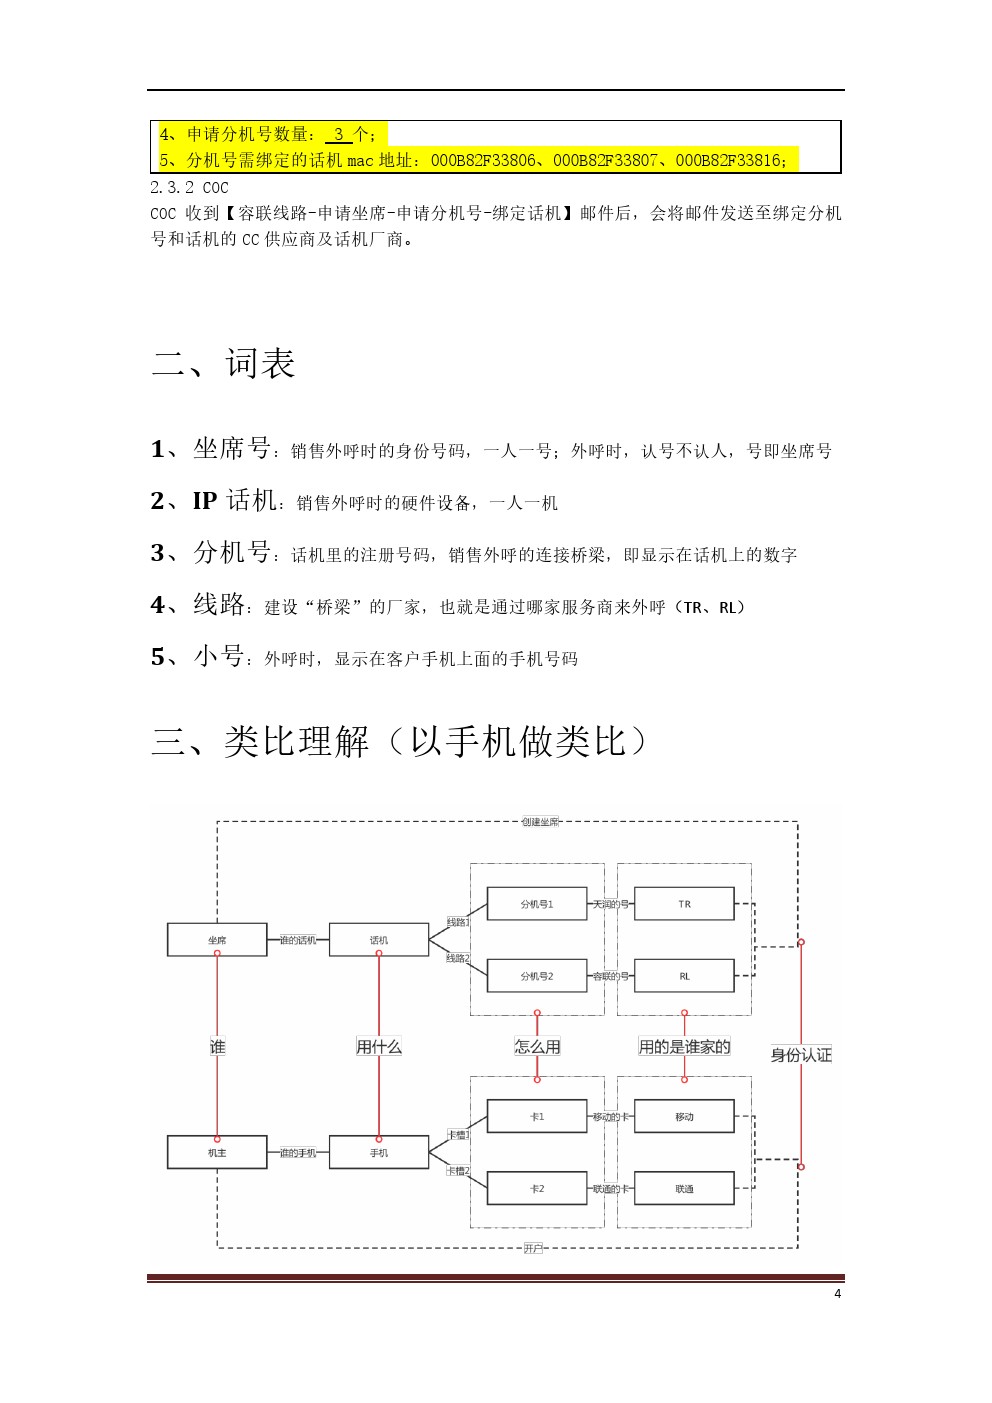 4、申请分机号数量： 3 个；
5、分机号需绑定的话机 mac 地址：000B82F33806、000B82F33807、000B82F33816；
2.3.2 COC
COC 收到【容联线路-申请坐席-申请分机号-绑定话机】邮件后，会将邮件发送至绑定分机
号和话机的 CC 供应商及话机厂商。
二、词表
1、坐席号：销售外呼时的身份号码，一人一号；外呼时，认号不认人，号即坐席号
2、IP 话机：销售外呼时的硬件设备，一人一机
3、分机号：话机里的注册号码，销售外呼的连接桥梁，即显示在话机上的数字
4、线路：建设“桥梁”的厂家，也就是通过哪家服务商来外呼（TR、RL）
5、小号：外呼时，显示在客户手机上面的手机号码
三、类比理解（以手机做类比）
创建坐席
分机号1 天润的号 TR
线路1
坐席 谁的话机 话机
线路2
分机号2 容联的号 RL
谁 用什么 怎么用 用的是谁家的 身份认证
卡1 移动的卡 移动
卡槽1
机主 谁的手机 手机
卡槽2
卡2 联通的卡 联通
开户
4